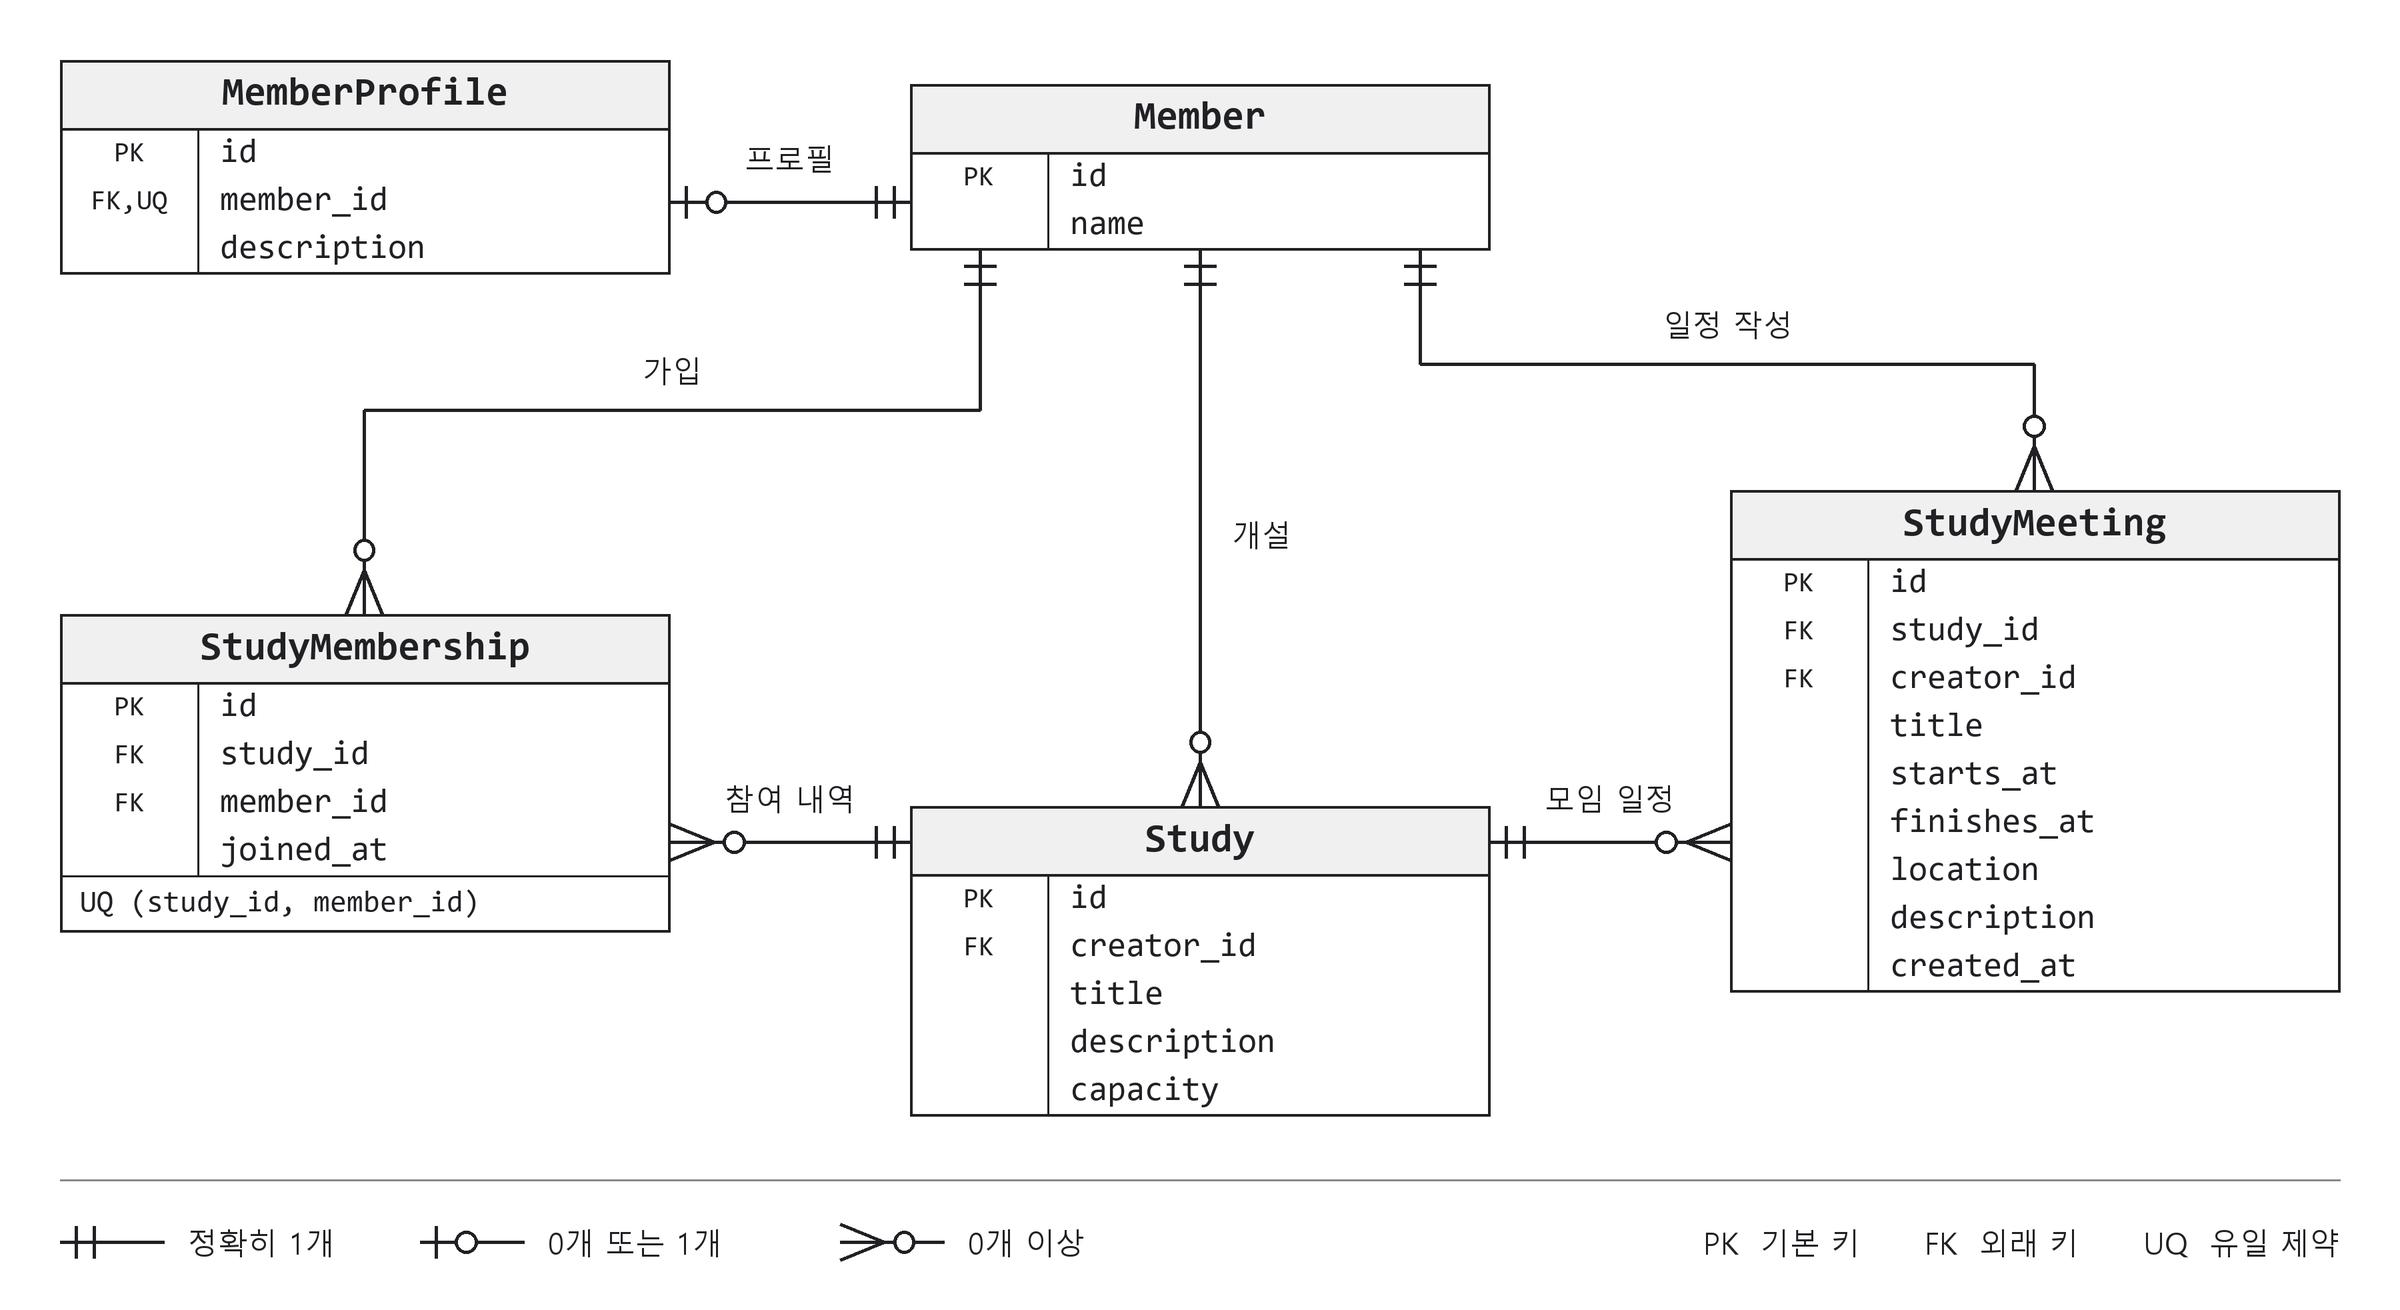 MemberProfile
PK id
FK,UQ member_id
description
프로필
Member
PK id
name
가입
개설
일정 작성
StudyMembership
PK id
FK study_id
FK member_id
joined_at
UQ (study_id, member_id)
참여 내역
Study
PK id
FK creator_id
title
description
capacity
모임 일정
StudyMeeting
PK id
FK study_id
FK creator_id
title
starts_at
finishes_at
location
description
created_at
정확히 1개
0개 또는 1개
0개 이상
PK 기본 키
FK 외래 키
UQ 유일 제약